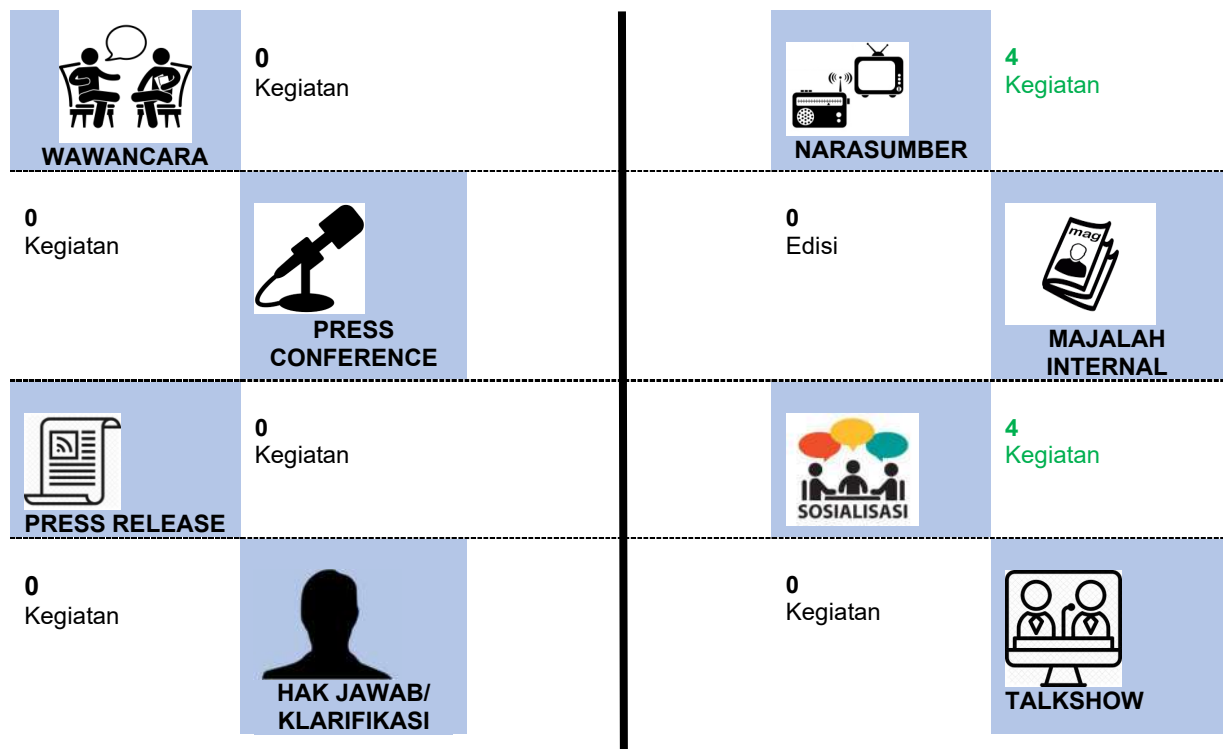 0
Kegiatan
WAWANCARA
0
Kegiatan
PRESS
CONFERENCE
0
Kegiatan
PRESS RELEASE
0
Kegiatan
HAK JAWAB/
KLARIFIKASI
4
Kegiatan
NARASUMBER
0
Edisi
mag
MAJALAH
INTERNAL
4
Kegiatan
SOSIALISASI
0
Kegiatan
TALKSHOW